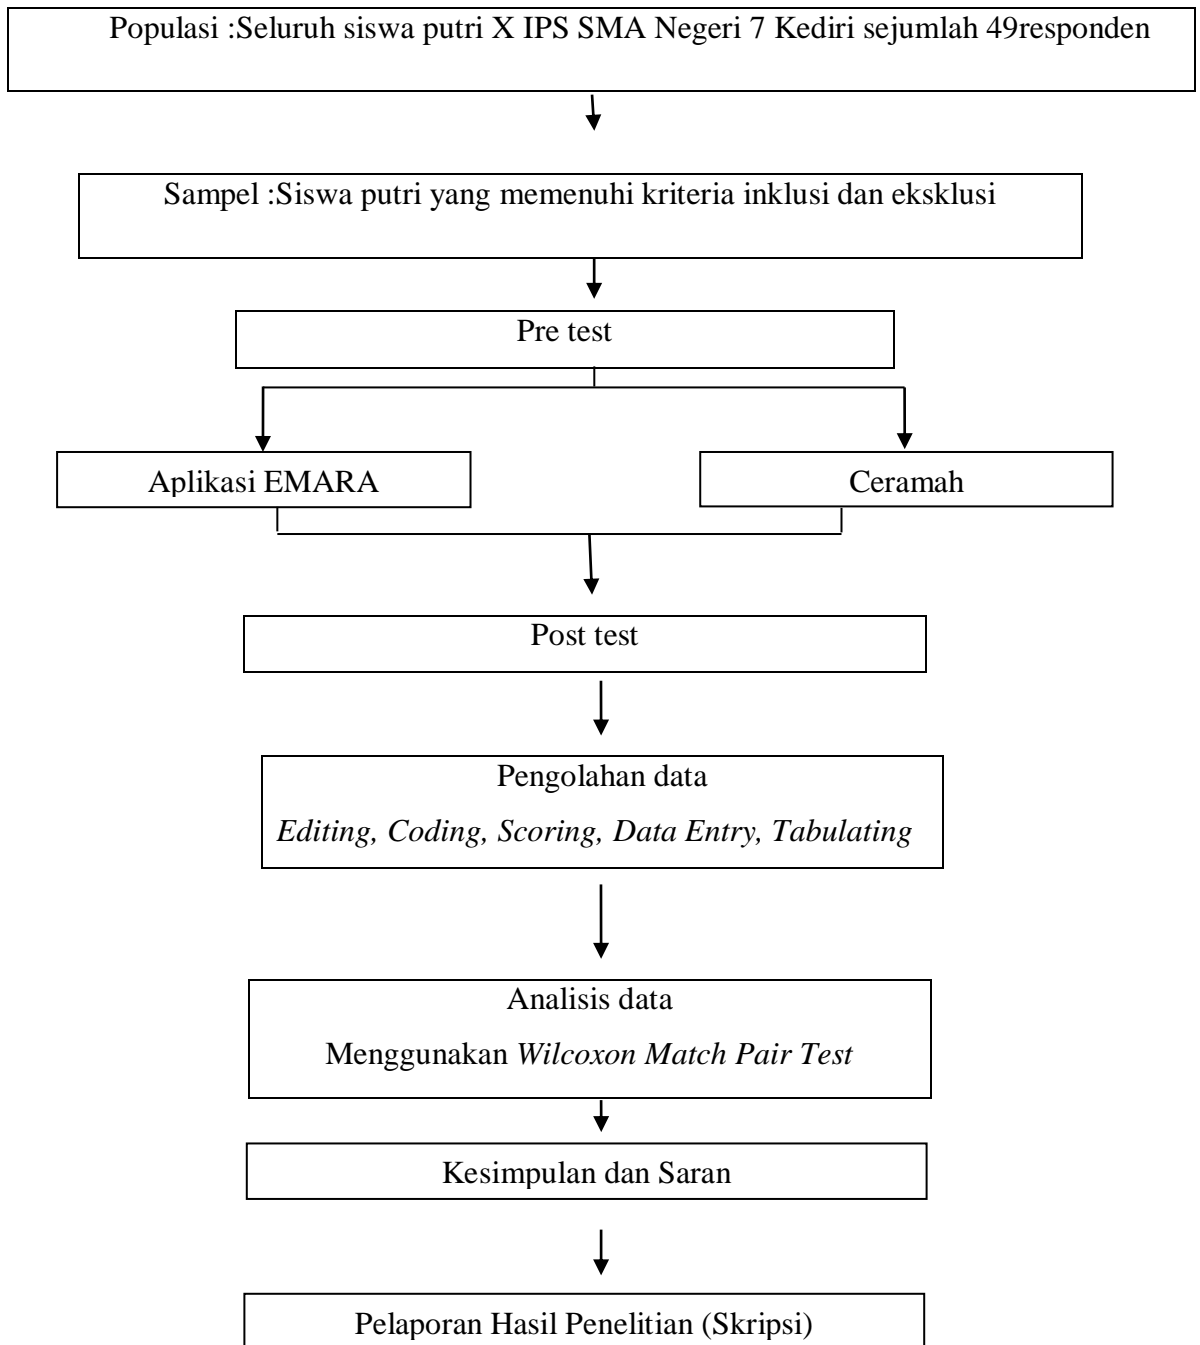 Populasi :Seluruh siswa putri X IPS SMA Negeri 7 Kediri sejumlah 49responden
Sampel :Siswa putri yang memenuhi kriteria inklusi dan eksklusi
Pre test
Aplikasi EMARA
Ceramah
Post test
Pengolahan data
Editing, Coding, Scoring, Data Entry, Tabulating
Analisis data
Menggunakan Wilcoxon Match Pair Test
Kesimpulan dan Saran
Pelaporan Hasil Penelitian (Skripsi)